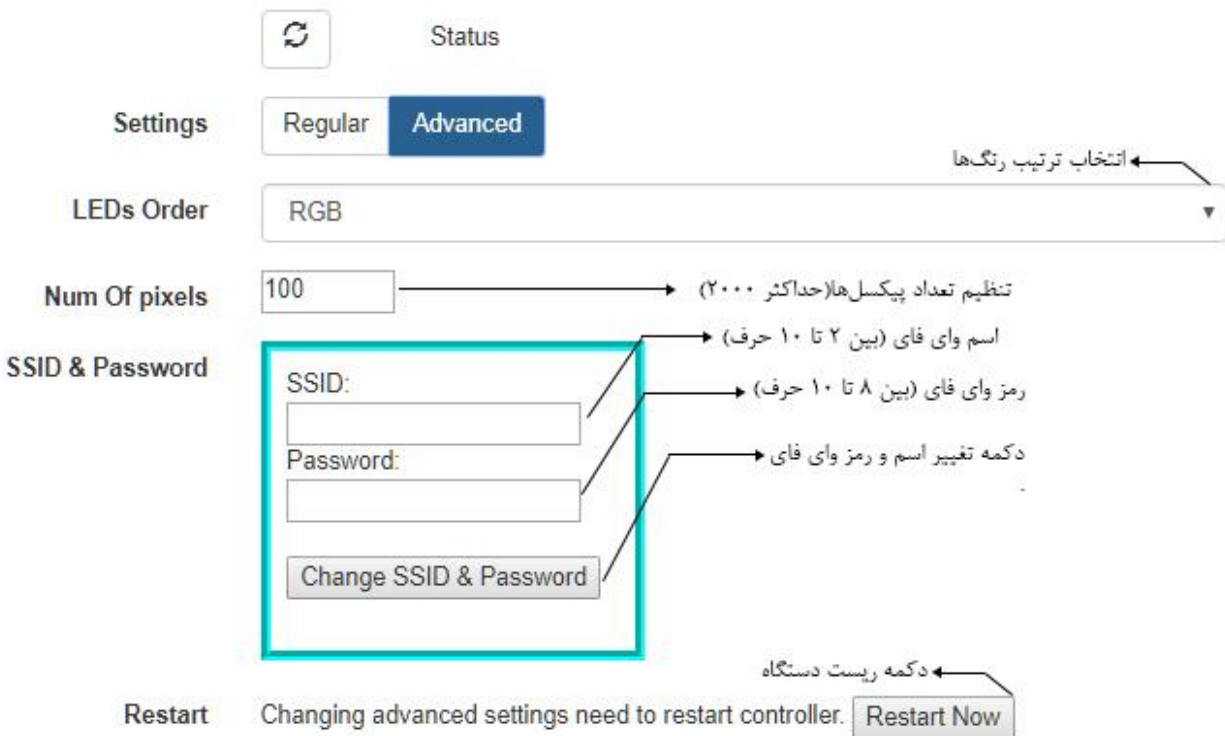 Status
Settings Regular Advanced
انتخاب ترتیب رنگ‌ها
LEDs Order RGB
Num Of pixels 100 تنظیم تعداد پیکسل‌ها(حداکثر ۲۰۰۰)
اسم وای فای (بین ۲ تا ۱۰ حرف)
SSID & Password
SSID:
رمز وای فای (بین ۸ تا ۱۰ حرف)
Password:
دکمه تغییر اسم و رمز وای فای
.
Change SSID & Password
دکمه ریست دستگاه
Restart Changing advanced settings need to restart controller. Restart Now